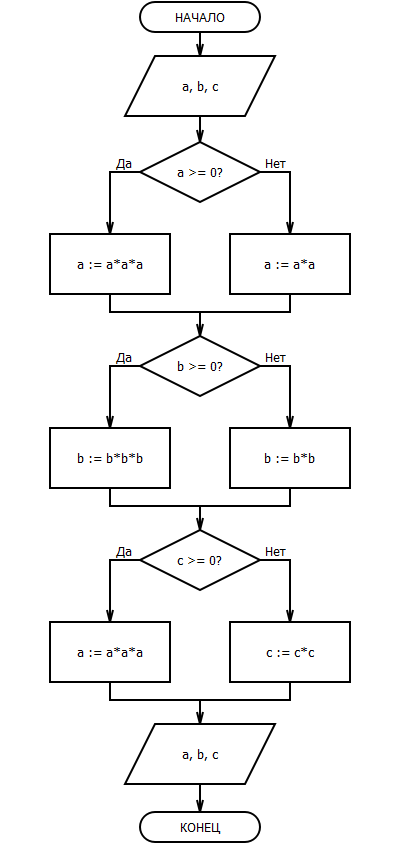 НАЧАЛО
a, b, c
Да
a >= 0?
Нет
a := a*a*a
a := a*a
Да
b >= 0?
Нет
b := b*b*b
b := b*b
Да
c >= 0?
Нет
a := a*a*a
c := c*c
a, b, c
КОНЕЦ